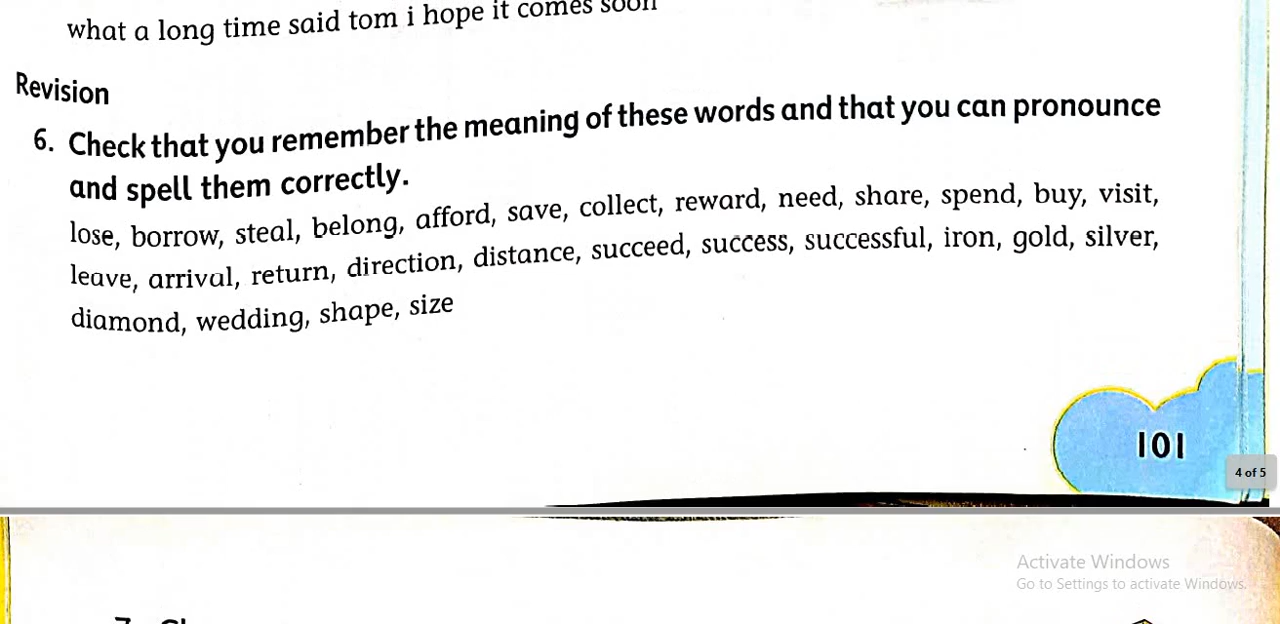 what a long time said tom i hope it comes soon
Revision
6. Check that you remember the meaning of these words and that you can pronounce
and spell them correctly.
lose, borrow, steal, belong, afford, save, collect, reward, need, share, spend, buy, visit,
leave, arrival, return, direction, distance, succeed, success, successful, iron, gold, silver,
diamond, wedding, shape, size
101
4 of 5
Activate Windows
Go to Settings to activate Windows.